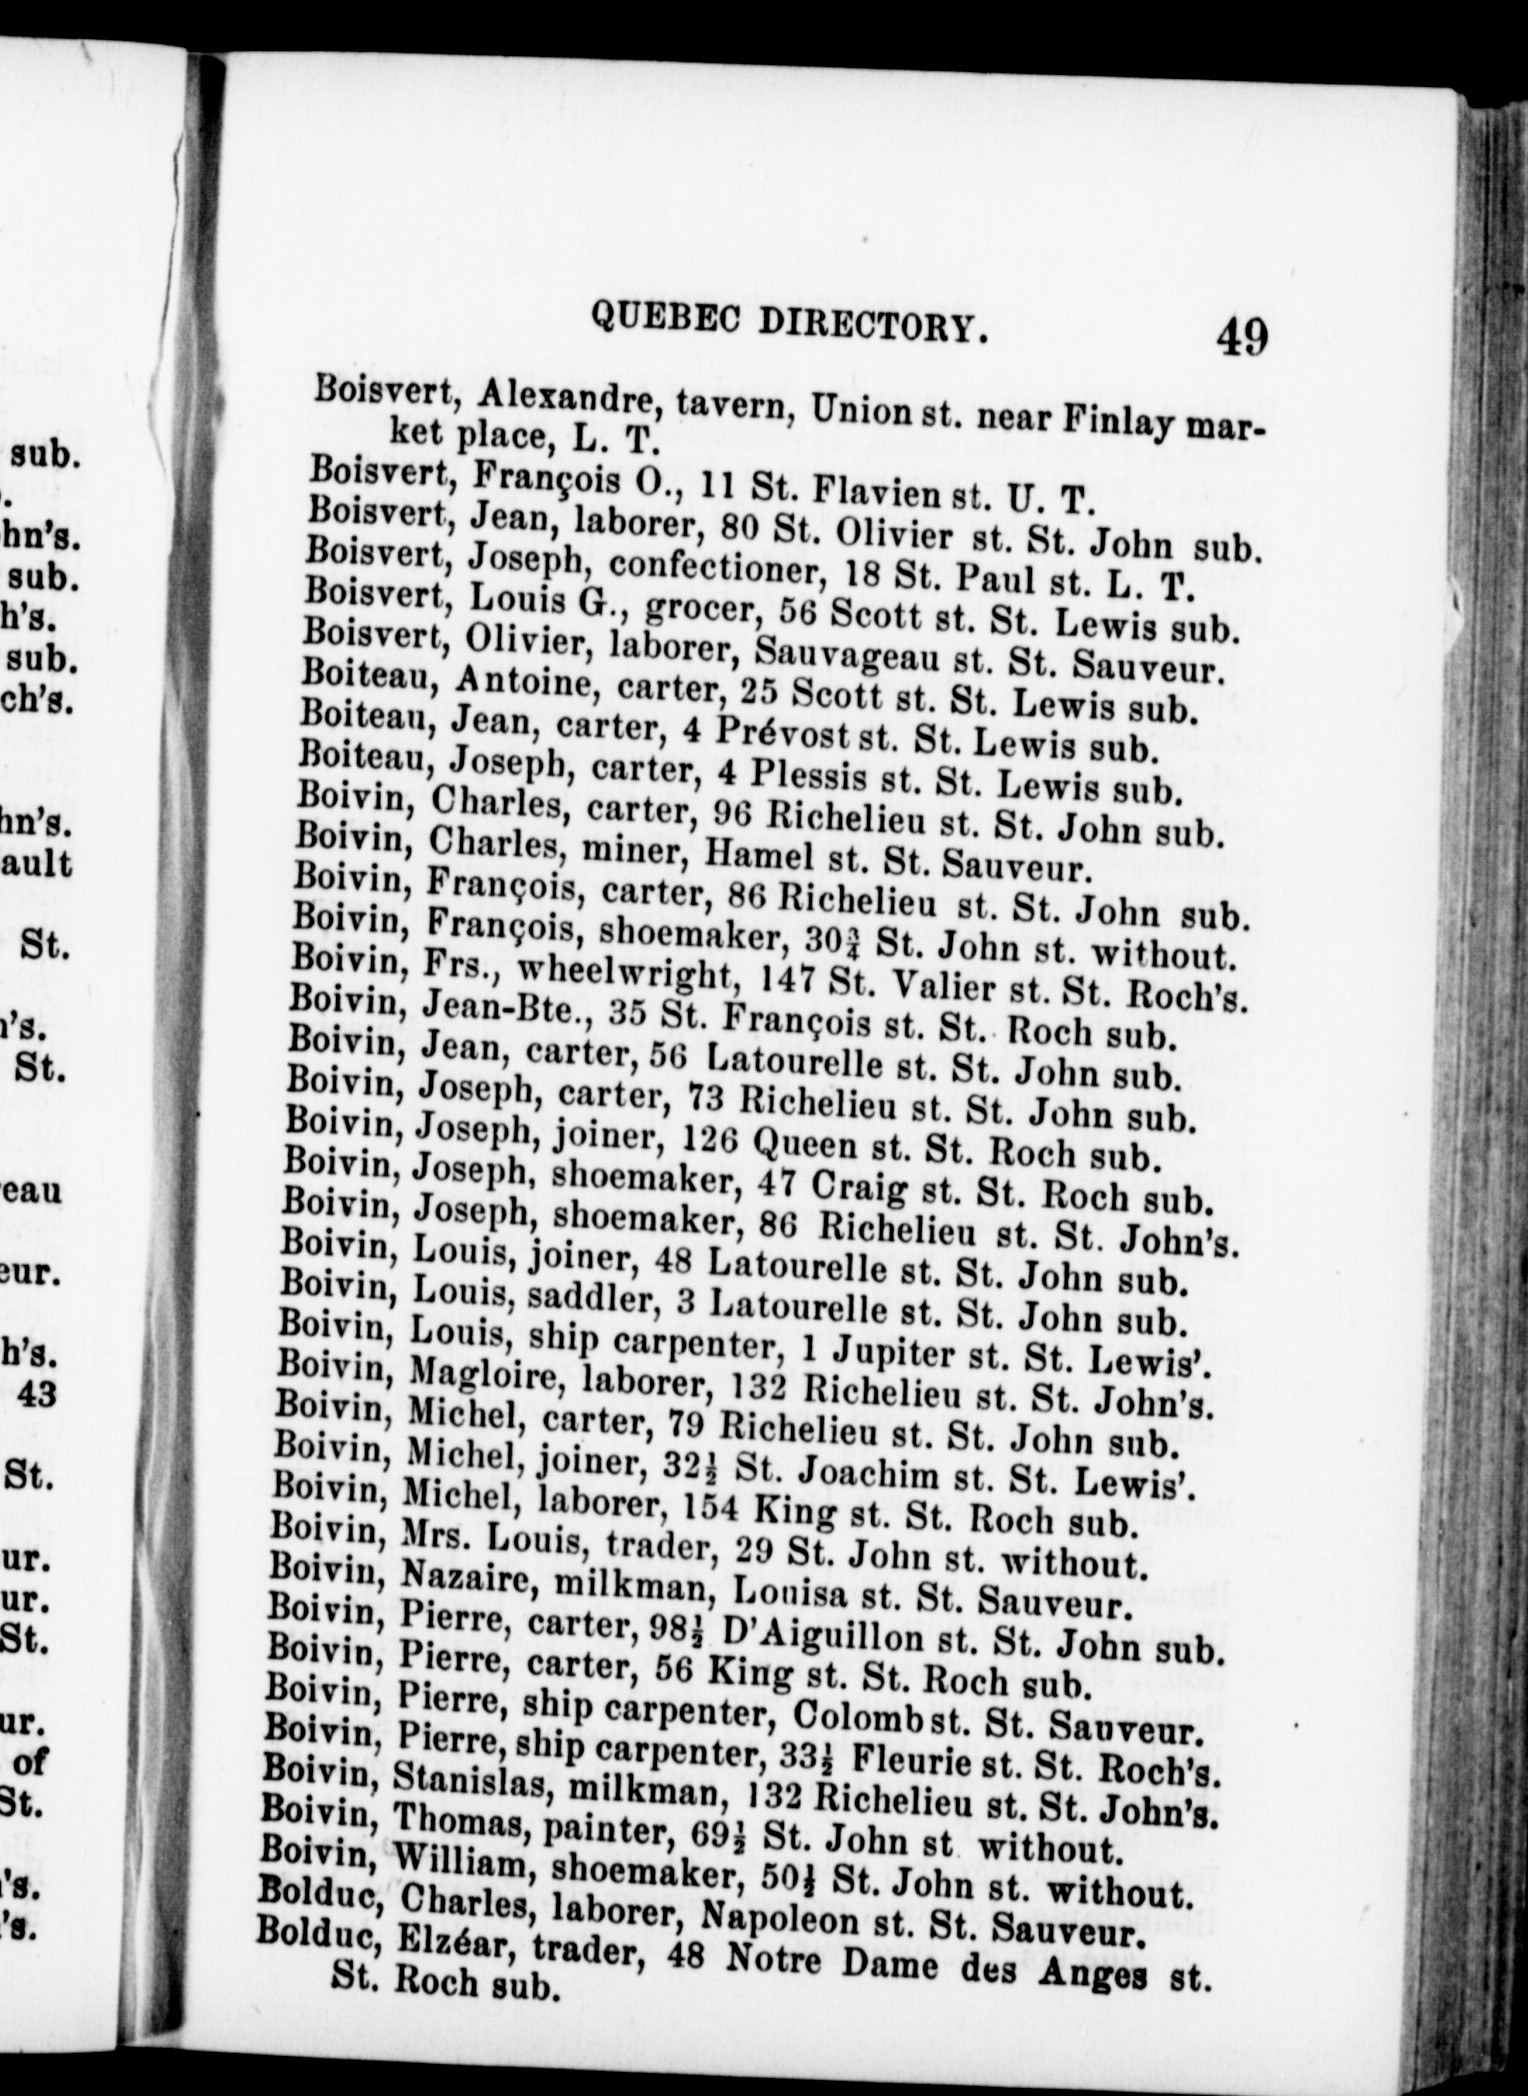 QUEBEC DIRECTORY. 49
Boisvert, Alexandre, tavern, Union st. near Finlay mar-
ket place, L. T.
Boisvert, François O., 11 St. Flavien st. U. T.
Boisvert, Jean, laborer, 80 St. Olivier st. St. John sub.
Boisvert, Joseph, confectioner, 18 St. Paul st. L. T.
Boisvert, Louis G., grocer, 56 Scott st. St. Lewis sub.
Boisvert, Olivier, laborer, Sauvageau st. St. Sauveur.
Boiteau, Antoine, carter, 25 Scott st. St. Lewis sub.
Boiteau, Jean, carter, 4 Prévost st. St. Lewis sub.
Boiteau, Joseph, carter, 4 Plessis st. St. Lewis sub.
Boivin, Charles, carter, 96 Richelieu st. St. John sub.
Boivin, Charles, miner, Hamel st. St. Sauveur.
Boivin, François, carter, 86 Richelieu st. St. John sub.
Boivin, François, shoemaker, 30¾ St. John st. without.
Boivin, Frs., wheelwright, 147 St. Valier st. St. Roch's.
Boivin, Jean-Bte., 35 St. François st. St. Roch sub.
Boivin, Jean, carter, 56 Latourelle st. St. John sub.
Boivin, Joseph, carter, 73 Richelieu st. St. John sub.
Boivin, Joseph, joiner, 126 Queen st. St. Roch sub.
Boivin, Joseph, shoemaker, 47 Craig st. St. Roch sub.
Boivin, Joseph, shoemaker, 86 Richelieu st. St. John's.
Boivin, Louis, joiner, 48 Latourelle st. St. John sub.
Boivin, Louis, saddler, 3 Latourelle st. St. John sub.
Boivin, Louis, ship carpenter, 1 Jupiter st. St. Lewis'.
Boivin, Magloire, laborer, 132 Richelieu st. St. John's.
Boivin, Michel, carter, 79 Richelieu st. St. John sub.
Boivin, Michel, joiner, 32½ St. Joachim st. St. Lewis'.
Boivin, Michel, laborer, 154 King st. St. Roch sub.
Boivin, Mrs. Louis, trader, 29 St. John st. without.
Boivin, Nazaire, milkman, Louisa st. St. Sauveur.
Boivin, Pierre, carter, 98½ D'Aiguillon st. St. John sub.
Boivin, Pierre, carter, 56 King st. St. Roch sub.
Boivin, Pierre, ship carpenter, Colomb st. St. Sauveur.
Boivin, Pierre, ship carpenter, 33½ Fleurie st. St. Roch's.
Boivin, Stanislas, milkman, 132 Richelieu st. St. John's.
Boivin, Thomas, painter, 69½ St. John st without.
Boivin, William, shoemaker, 50½ St. John st. without.
Bolduc, Charles, laborer, Napoleon st. St. Sauveur.
Bolduc, Elzéar, trader, 48 Notre Dame des Anges st.
St. Roch sub.